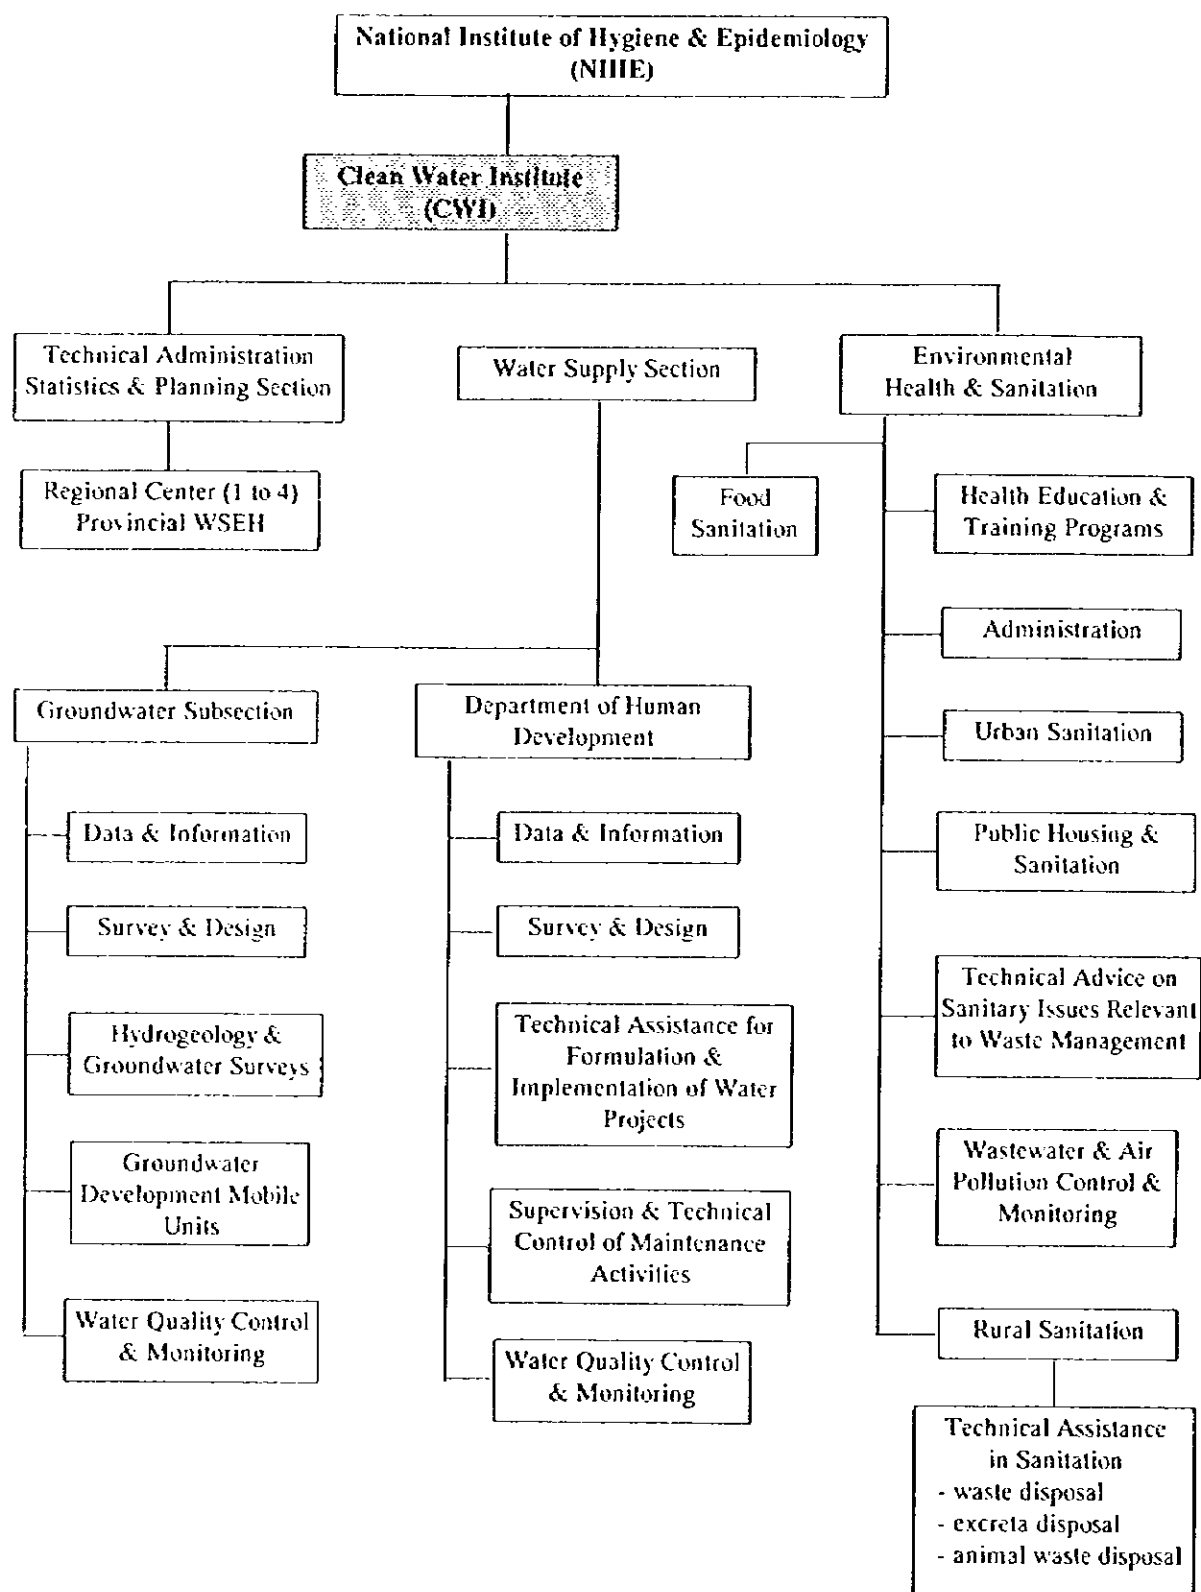 National Institute of Hygiene & Epidemiology
(NIHE)
Clean Water Institute
(CWI)
Technical Administration
Statistics & Planning Section
Water Supply Section
Environmental
Health & Sanitation
Regional Center (1 to 4)
Provincial WSEH
Food
Sanitation
Health Education &
Training Programs
Administration
Groundwater Subsection
Department of Human
Development
Urban Sanitation
Data & Information
Data & Information
Public Housing &
Sanitation
Survey & Design
Survey & Design
Technical Advice on
Sanitary Issues Relevant
to Waste Management
Hydrogeology &
Groundwater Surveys
Technical Assistance for
Formulation &
Implementation of Water
Projects
Groundwater
Development Mobile
Units
Supervision & Technical
Control of Maintenance
Activities
Wastewater & Air
Pollution Control &
Monitoring
Water Quality Control
& Monitoring
Water Quality Control
& Monitoring
Rural Sanitation
Technical Assistance
in Sanitation
- waste disposal
- excreta disposal
- animal waste disposal